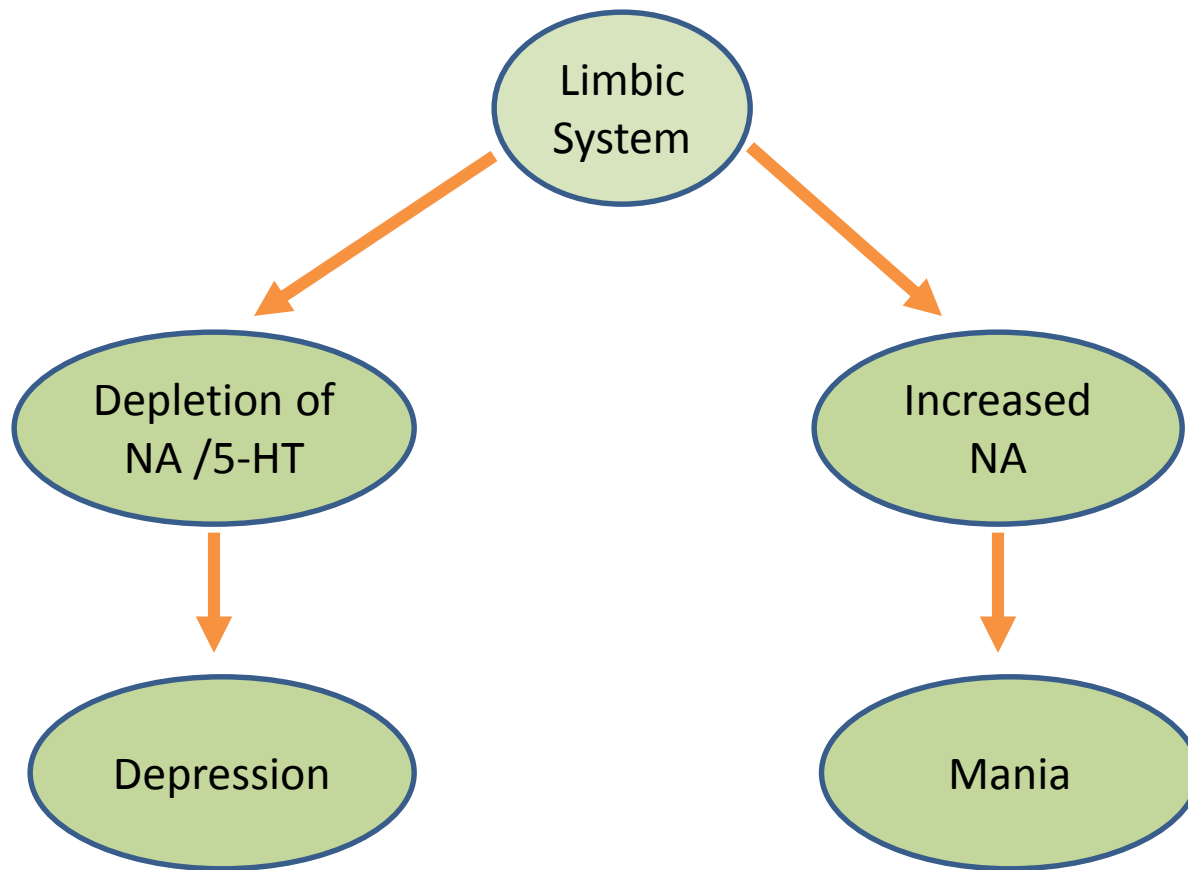 Limbic
System
Depletion of
NA /5-HT
Increased
NA
Depression
Mania